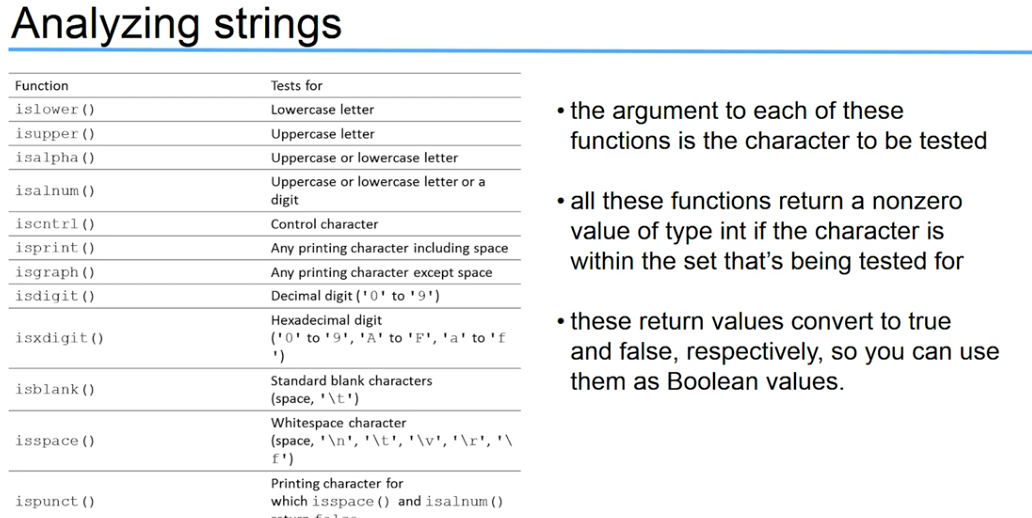 Analyzing strings
Function Tests for
islower() Lowercase letter
isupper() Uppercase letter
isalpha() Uppercase or lowercase letter
isalnum() Uppercase or lowercase letter or a
digit
iscntrl() Control character
isprint() Any printing character including space
isgraph() Any printing character except space
isdigit() Decimal digit ('0' to '9')
isxdigit() Hexadecimal digit
('0' to '9', 'A' to 'F', 'a' to 'f
')
isblank() Standard blank characters
(space, '\t')
isspace() Whitespace character
(space, '\n', '\t', '\v', '\r', '\
f')
ispunct() Printing character for
which isspace() and isalnum()
return false
• the argument to each of these
functions is the character to be tested
• all these functions return a nonzero
value of type int if the character is
within the set that’s being tested for
• these return values convert to true
and false, respectively, so you can use
them as Boolean values.